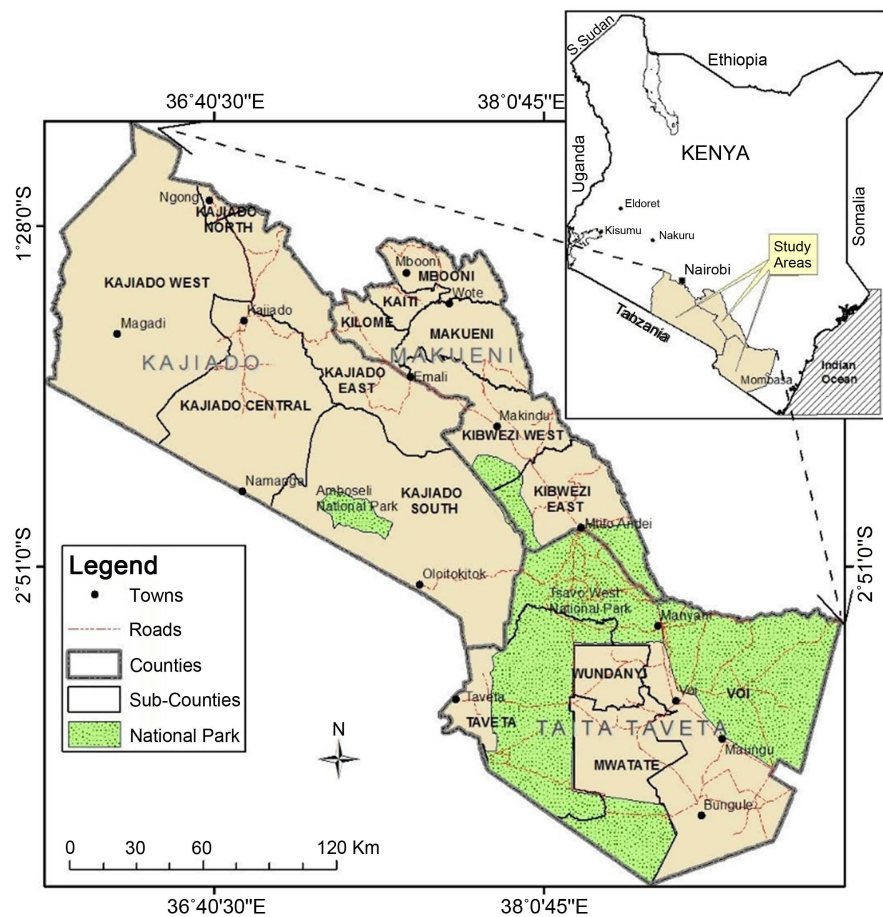 S.Sudan
Ethiopia
KENYA
Uganda
Somalia
Eldoret
Kisumu
Nakuru
Nairobi
Study
Areas
Tabzania
Mombasa
Indian
Ocean
36°40'30"E
38°0'45"E
1°28'0"S
2°51'0"S
2°51'0"S
Ngong
KAJIADO
NORTH
KAJIADO WEST
Magadi
Kajiado
KAJIADO
KAJIADO CENTRAL
Mbooni
MBOONI
KAITI
Wote
KILOME
MAKUENI
MAKUENI
KAJIADO
EAST
Emali
Makindu
KIBWEZI WEST
Namanga
Amboseli
National Park
KAJIADO
SOUTH
KIBWEZI
EAST
Mtito Andei
Oloitokitok
Tsavo West
National Park
Manyani
WUNDANYI
Voi
VOI
Taveta
TAVETA
TAITA TAVETA
Maungu
MWATATE
Bungule
Legend
Towns
Roads
Counties
Sub-Counties
National Park
N
0 30 60 120 Km
36°40'30"E
38°0'45"E